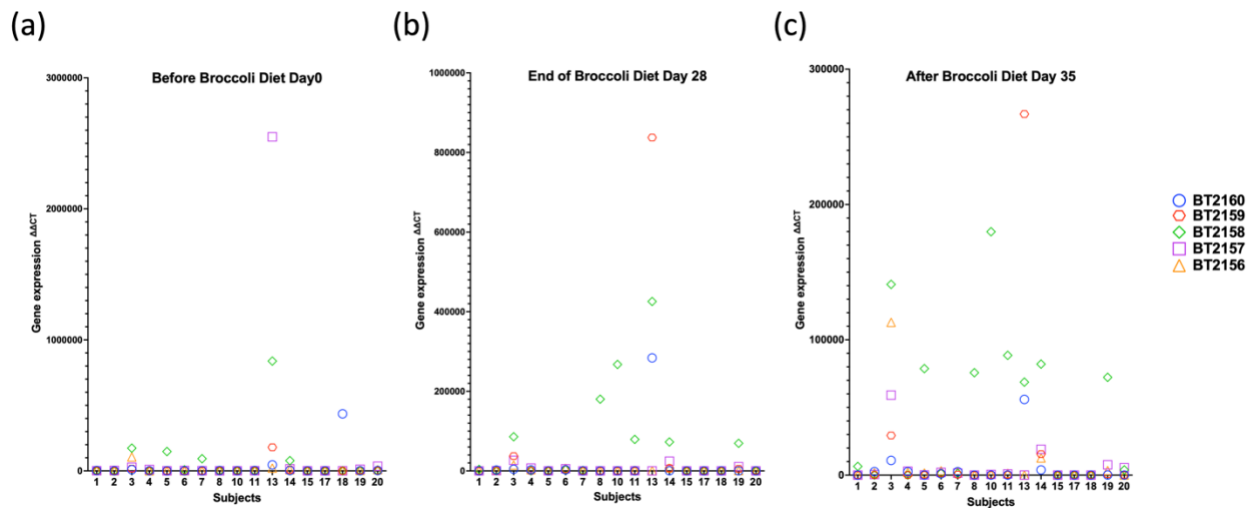 (a)
(b)
(c)
Before Broccoli Diet Day0
3000000
2000000
1000000
0
Gene expression ΔΔCT
1 2 3 4 5 6 7 8 10 11 13 14 15 17 18 19 20
Subjects
End of Broccoli Diet Day 28
1000000
800000
600000
400000
200000
0
Gene expression ΔΔCT
1 2 3 4 5 6 7 8 10 11 13 14 15 17 18 19 20
Subjects
After Broccoli Diet Day 35
300000
200000
100000
0
Gene expression ΔΔCT
1 2 3 4 5 6 7 8 10 11 13 14 15 17 18 19 20
Subjects
BT2160
BT2159
BT2158
BT2157
BT2156